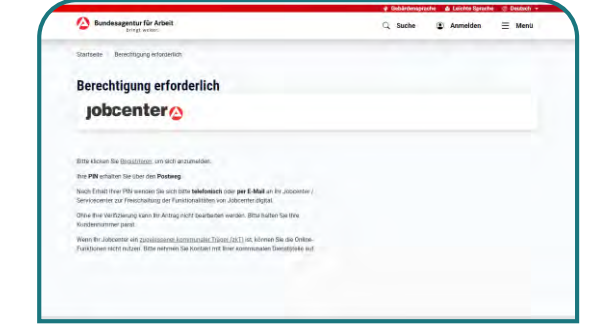 Gebärdensprache Leichte Sprache Deutsch
Bundesagentur für Arbeit
bringt weiter.
Suche Anmelden Menü
Startseite Berechtigung erforderlich
Berechtigung erforderlich
jobcenter
Bitte klicken Sie Registrieren, um sich anzumelden.
Ihre PIN erhalten Sie über den Postweg.
Nach Erhalt Ihrer PIN wenden Sie sich bitte telefonisch oder per E-Mail an Ihr Jobcenter /
Servicecenter zur Freischaltung der Funktionalitäten von Jobcenter.digital.
Ohne Ihre Verifizierung kann Ihr Antrag nicht bearbeitet werden. Bitte halten Sie Ihre
Kundennummer parat.
Wenn Ihr Jobcenter ein zugelassener kommunaler Träger (zkT) ist, können Sie die Online-
Funktionen nicht nutzen. Bitte nehmen Sie Kontakt mit Ihrer kommunalen Dienststelle auf.